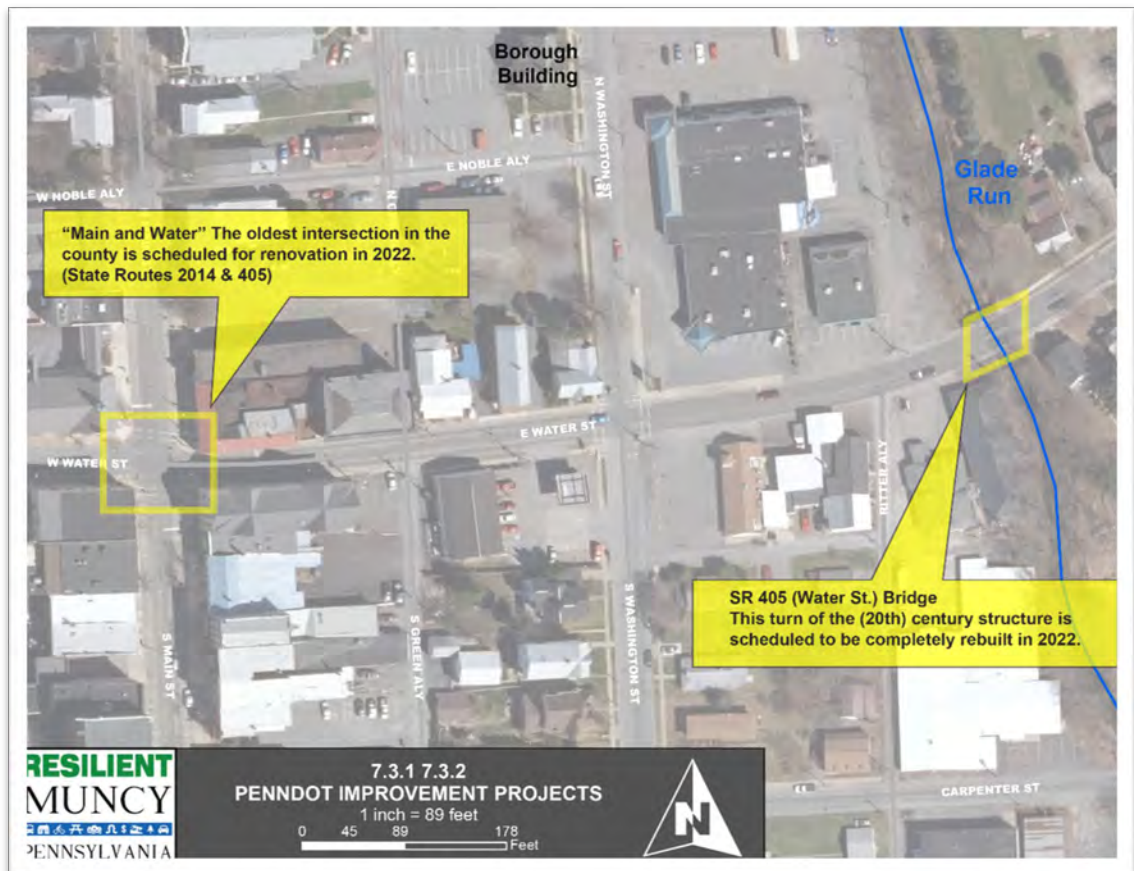 Borough
Building
N WASHINGTON ST
E NOBLE ALY
W NOBLE ALY
Glade
Run
"Main and Water" The oldest intersection in the
county is scheduled for renovation in 2022.
(State Routes 2014 & 405)
E WATER ST
W WATER ST
RITTER ALY
SR 405 (Water St.) Bridge
This turn of the (20th) century structure is
scheduled to be completely rebuilt in 2022.
S MAIN ST
S GREEN ALY
S WASHINGTON ST
CARPENTER ST
RESILIENT
MUNCY
PENNSYLVANIA
7.3.1 7.3.2
PENNDOT IMPROVEMENT PROJECTS
1 inch = 89 feet
0 45 89 178
Feet
N